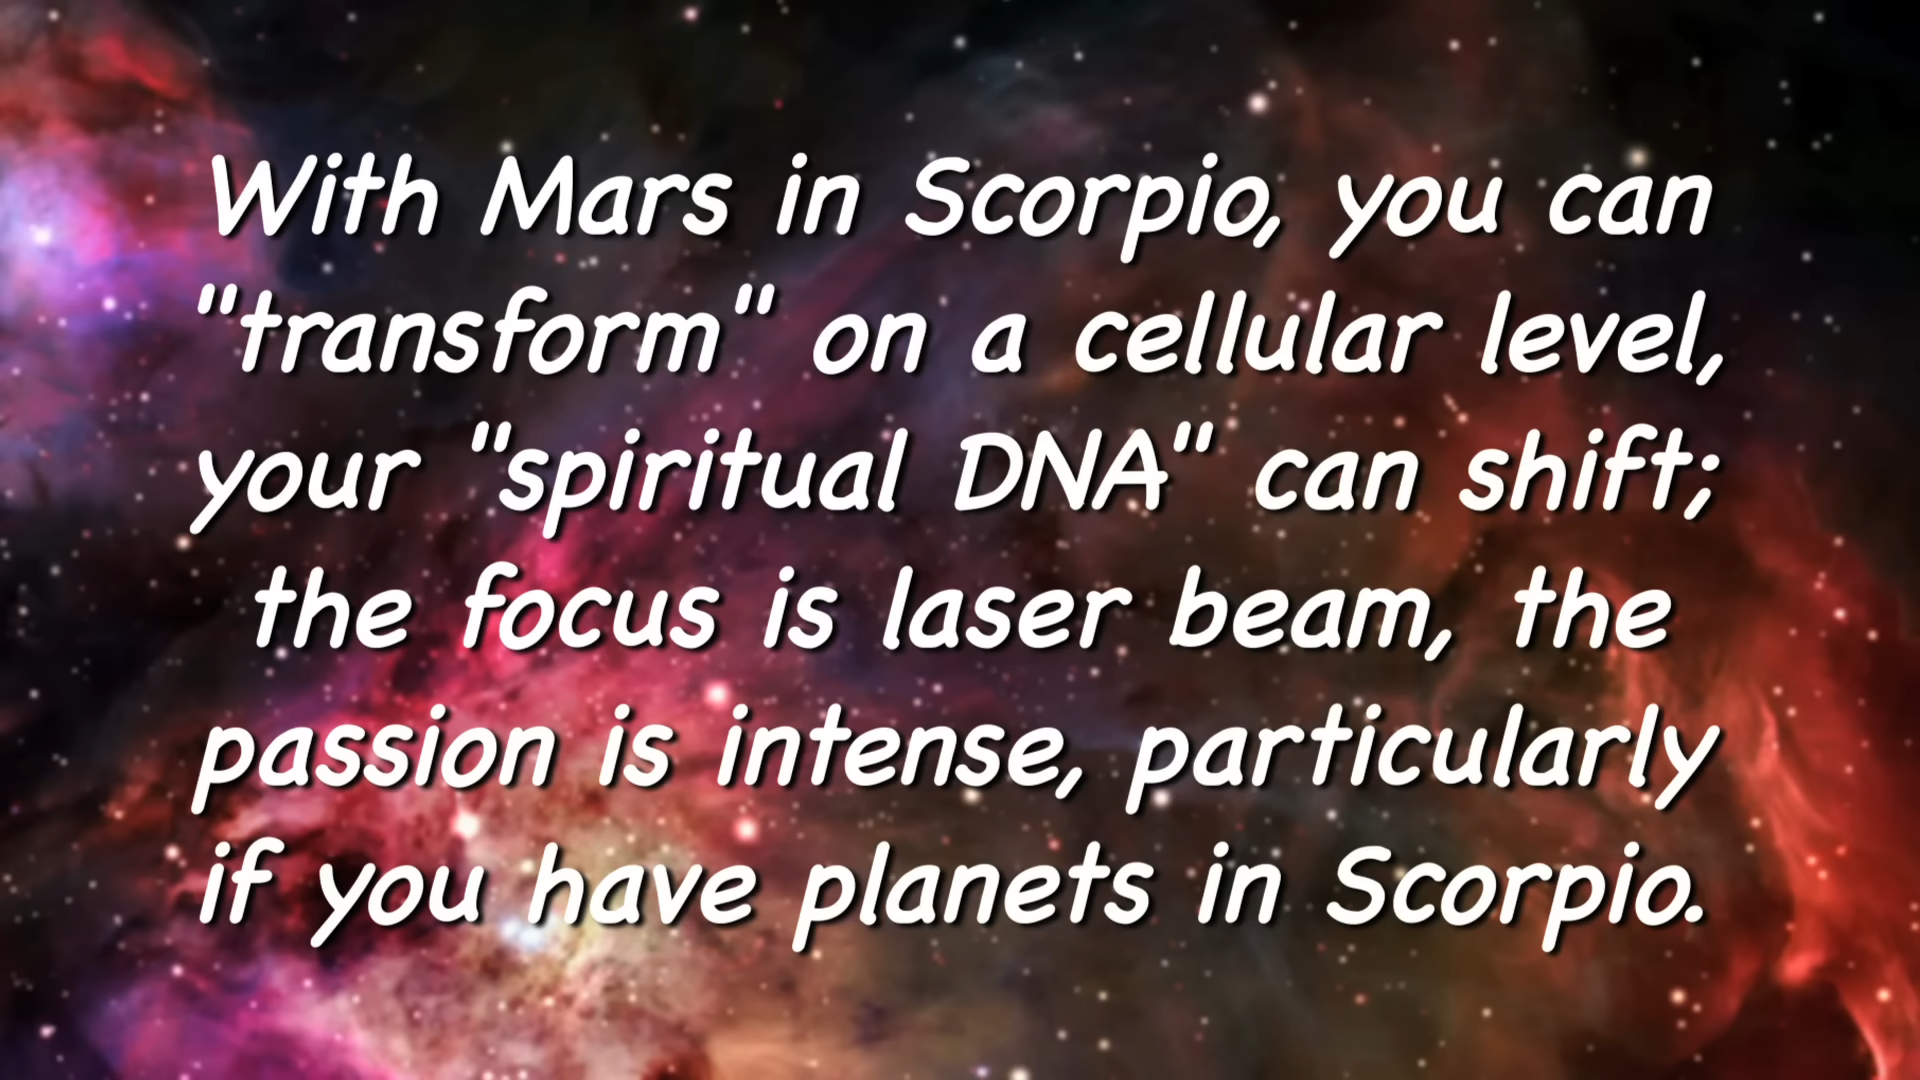 With Mars in Scorpio, you can
"transform" on a cellular level,
your "spiritual DNA" can shift;
the focus is laser beam, the
passion is intense, particularly
if you have planets in Scorpio.